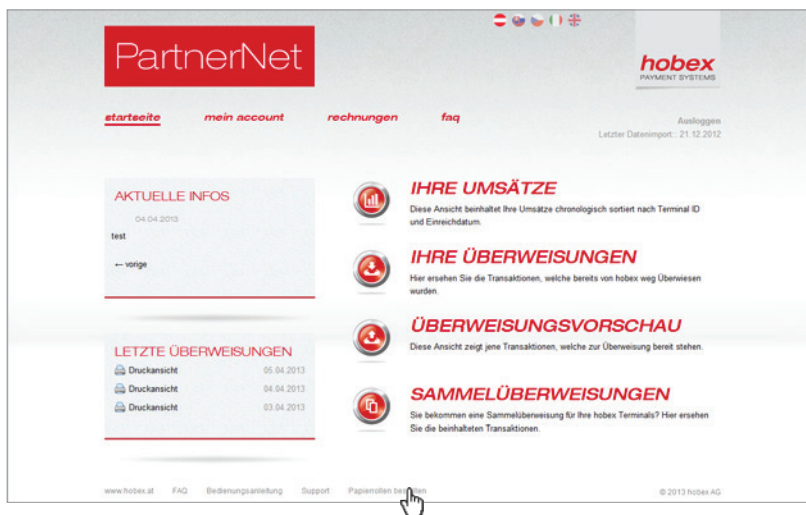 PartnerNet
hobex
PAYMENT SYSTEMS
startseite mein account rechnungen faq
Ausloggen
Letzter Datenimport : 21.12.2012
AKTUELLE INFOS
04.04.2013
test
← vorige
LETZTE ÜBERWEISUNGEN
Druckansicht 05.04.2013
Druckansicht 04.04.2013
Druckansicht 03.04.2013
IHRE UMSÄTZE
Diese Ansicht beinhaltet Ihre Umsätze chronologisch sortiert nach Terminal ID
und Einreichdatum.
IHRE ÜBERWEISUNGEN
Hier ersehen Sie die Transaktionen, welche bereits von hobex weg Überwiesen
wurden.
ÜBERWEISUNGSVORSCHAU
Diese Ansicht zeigt jene Transaktionen, welche zur Überweisung bereit stehen.
SAMMELÜBERWEISUNGEN
Sie bekommen eine Sammelüberweisung für Ihre hobex Terminals? Hier ersehen
Sie die beinhalteten Transaktionen.
www.hobex.at FAQ Bedienungsanleitung Support Papierrollen bestellen © 2013 hobex AG